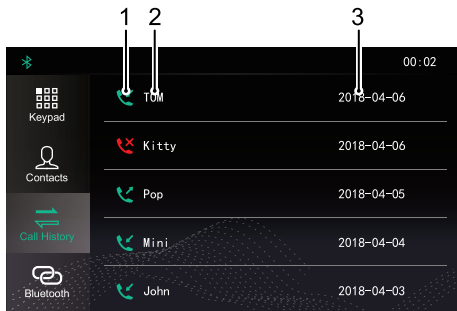 1 2 3
00:02
TOM 2018-04-06
Keypad
Kitty 2018-04-06
Contacts
Pop 2018-04-05
Call History
Mini 2018-04-04
Bluetooth
John 2018-04-03